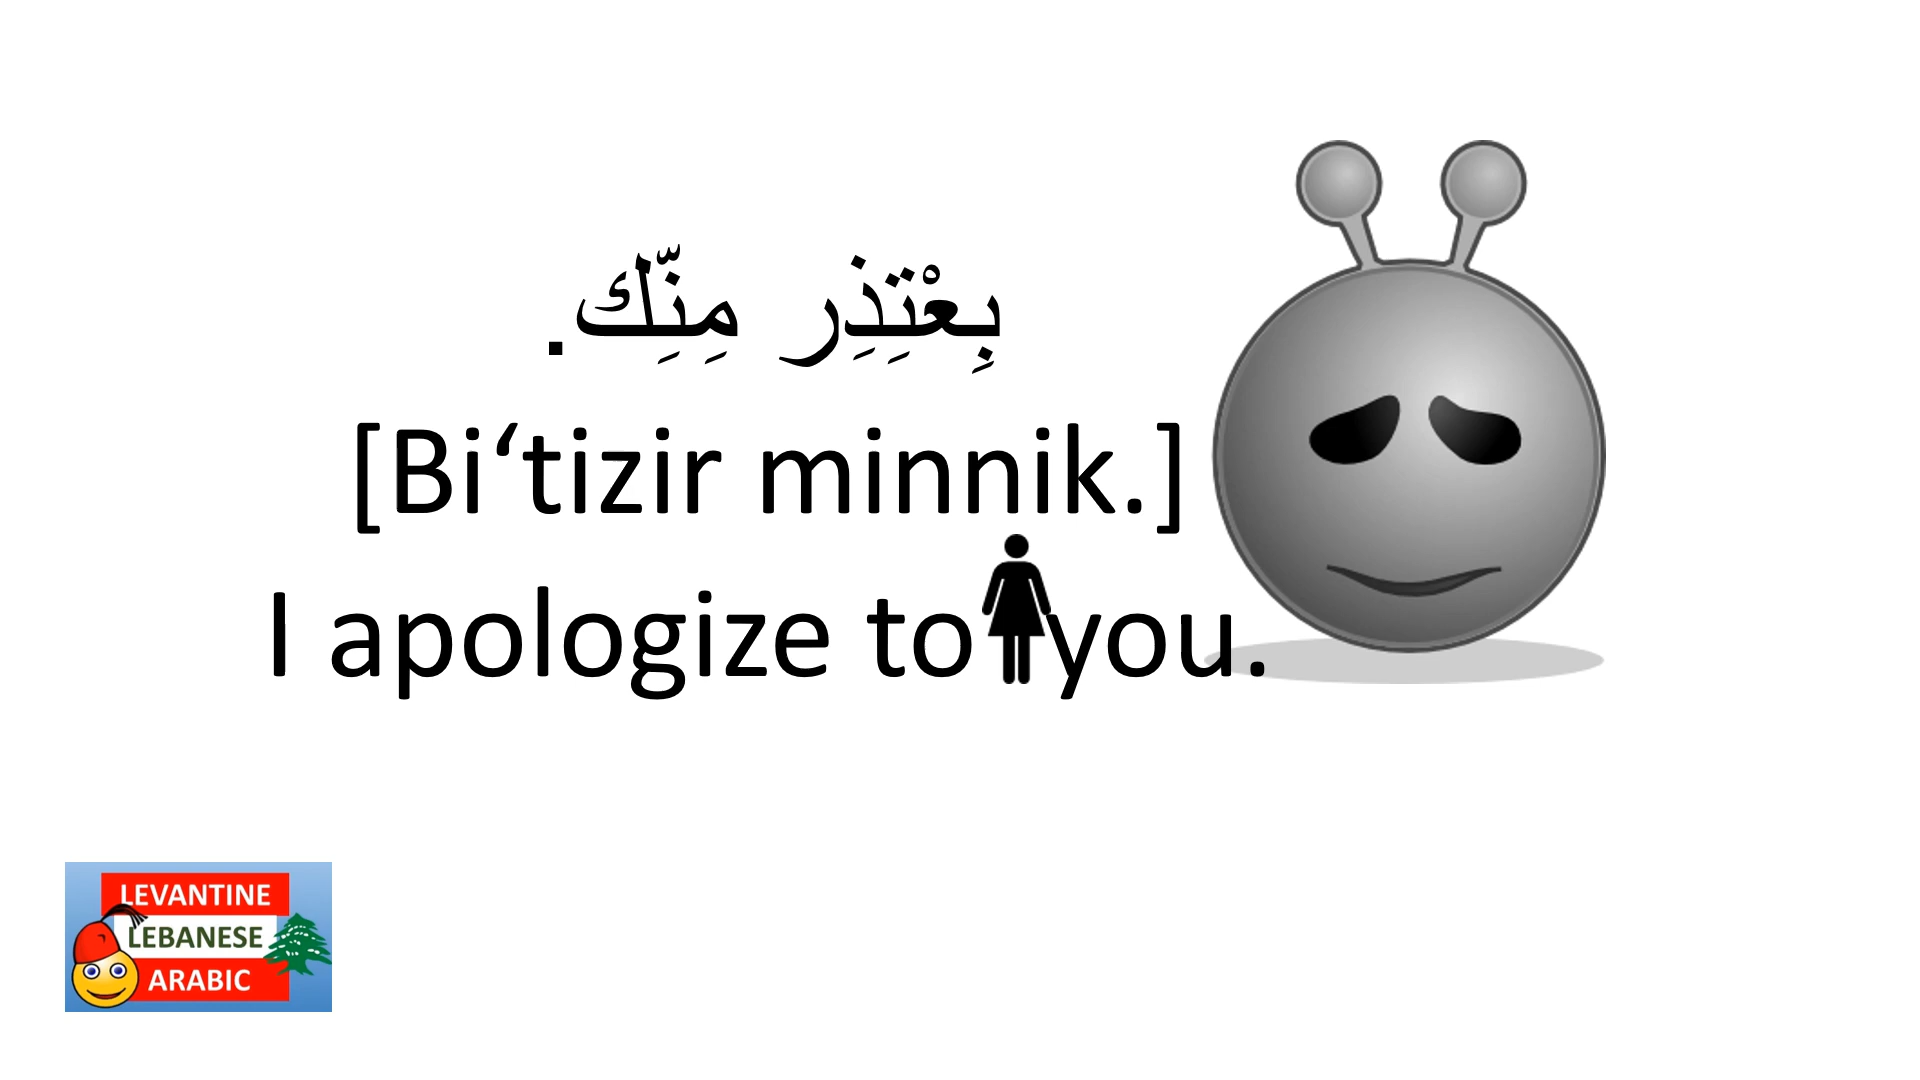 بِعْتِذِر مِنِّك.
[Bi‘tizir minnik.]
I apologize to you.
LEVANTINE
LEBANESE
ARABIC